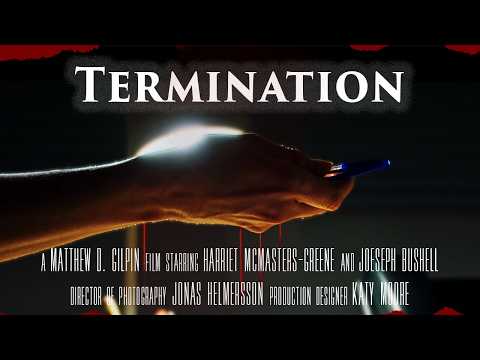 TERMINATION
A MATTHEW D. GILPIN FILM STARRING HARRIET MCMASTERS-GREENE AND JOESEPH BUSHELL
DIRECTOR OF PHOTOGRAPHY JONAS HELMERSSON PRODUCTION DESIGNER KATY MOORE